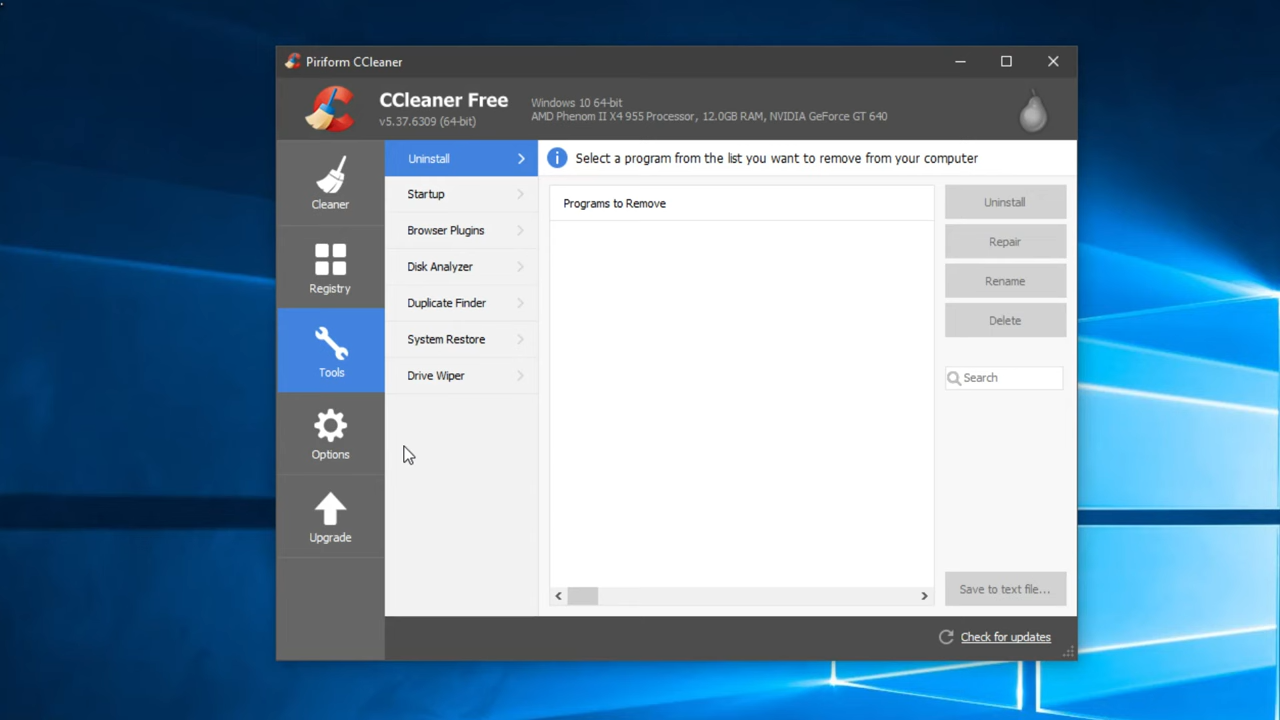 Piriform CCleaner
CCleaner Free
v5.37.6309 (64-bit)
Windows 10 64-bit
AMD Phenom II X4 955 Processor, 12.0GB RAM, NVIDIA GeForce GT 640
Cleaner
Registry
Tools
Options
Upgrade
Uninstall
Startup
Browser Plugins
Disk Analyzer
Duplicate Finder
System Restore
Drive Wiper
Select a program from the list you want to remove from your computer
Programs to Remove
Uninstall
Repair
Rename
Delete
Search
Save to text file...
Check for updates